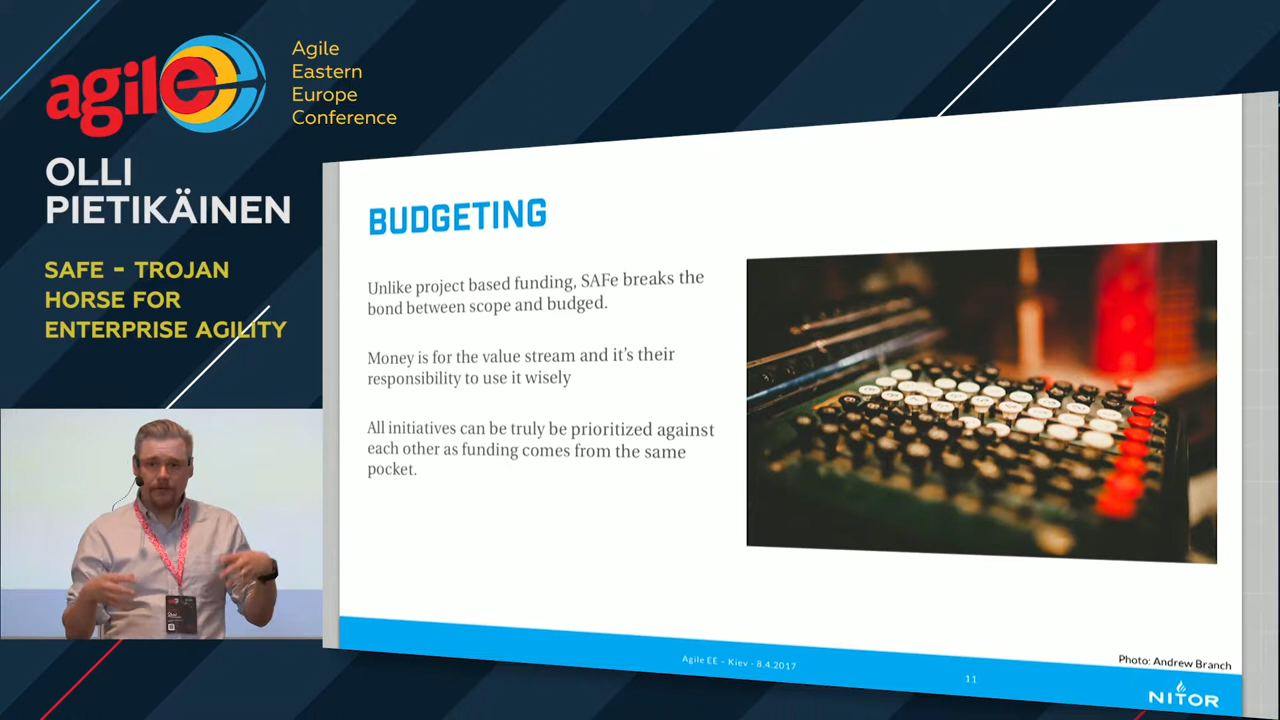 agile
Agile
Eastern
Europe
Conference
OLLI
PIETIKÄINEN
SAFE - TROJAN
HORSE FOR
ENTERPRISE AGILITY
BUDGETING
Unlike project based funding, SAFe breaks the
bond between scope and budged.
Money is for the value stream and it's their
responsibility to use it wisely
All initiatives can be truly be prioritized against
each other as funding comes from the same
pocket.
Agile EE – Kiev - 8.4.2017
11
Photo: Andrew Branch
NITOR
agile